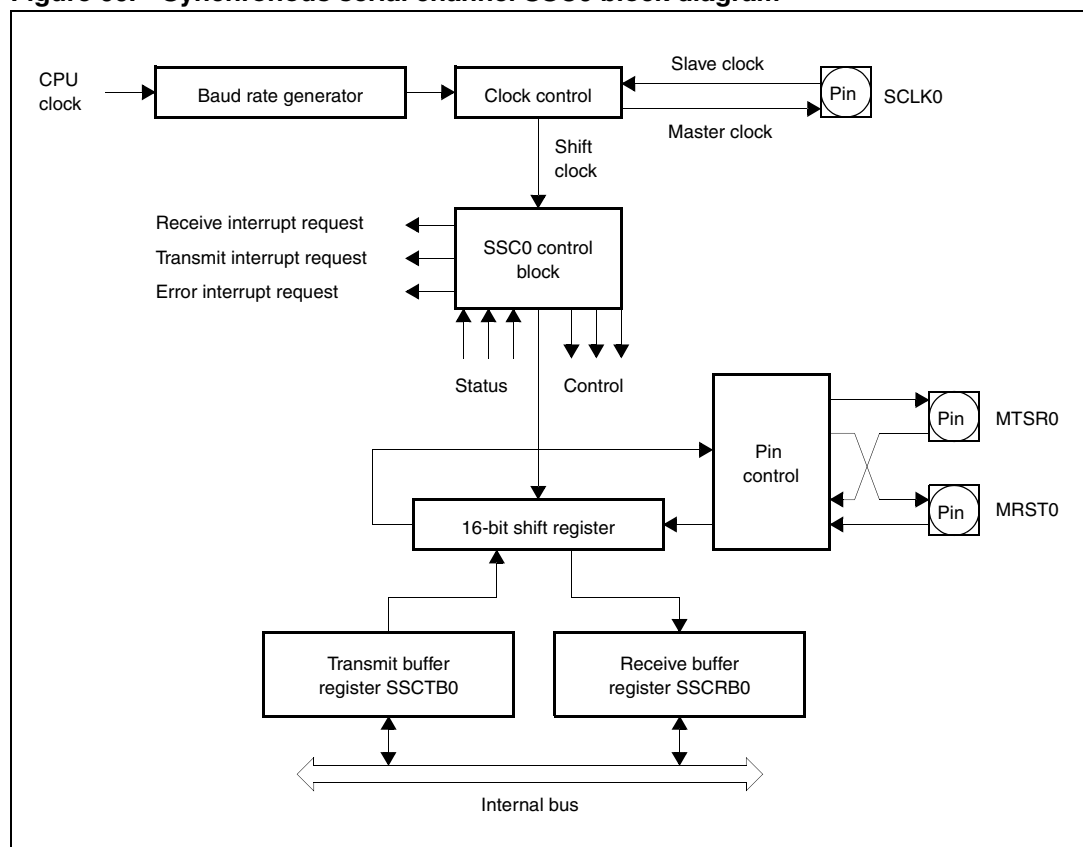 Figure 60. Synchronous serial channel SSC0 block diagram
CPU
clock
Baud rate generator
Clock control
Slave clock
Master clock
Pin
SCLK0
Shift
clock
Receive interrupt request
Transmit interrupt request
Error interrupt request
SSC0 control
block
Status
Control
Pin
control
Pin
MTSR0
Pin
MRST0
16-bit shift register
Transmit buffer
register SSCTB0
Receive buffer
register SSCRB0
Internal bus